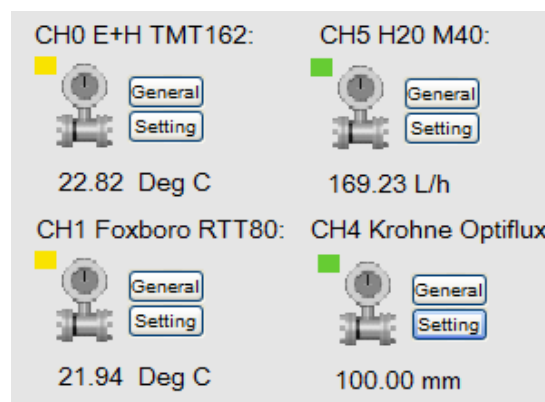 CH0 E+H TMT162:
CH5 H20 M40:
General
General
Setting
Setting
22.82 Deg C
169.23 L/h
CH1 Foxboro RTT80:
CH4 Krohne Optiflux
General
General
Setting
Setting
21.94 Deg C
100.00 mm